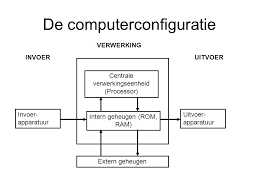 De computerconfiguratie
VERWERKING
INVOER
UITVOER
Centrale
verwerkingseenheid
(Processor)
Invoer-
apparatuur
Intern geheugen (ROM,
RAM)
Uitvoer-
apparatuur
Extern geheugen